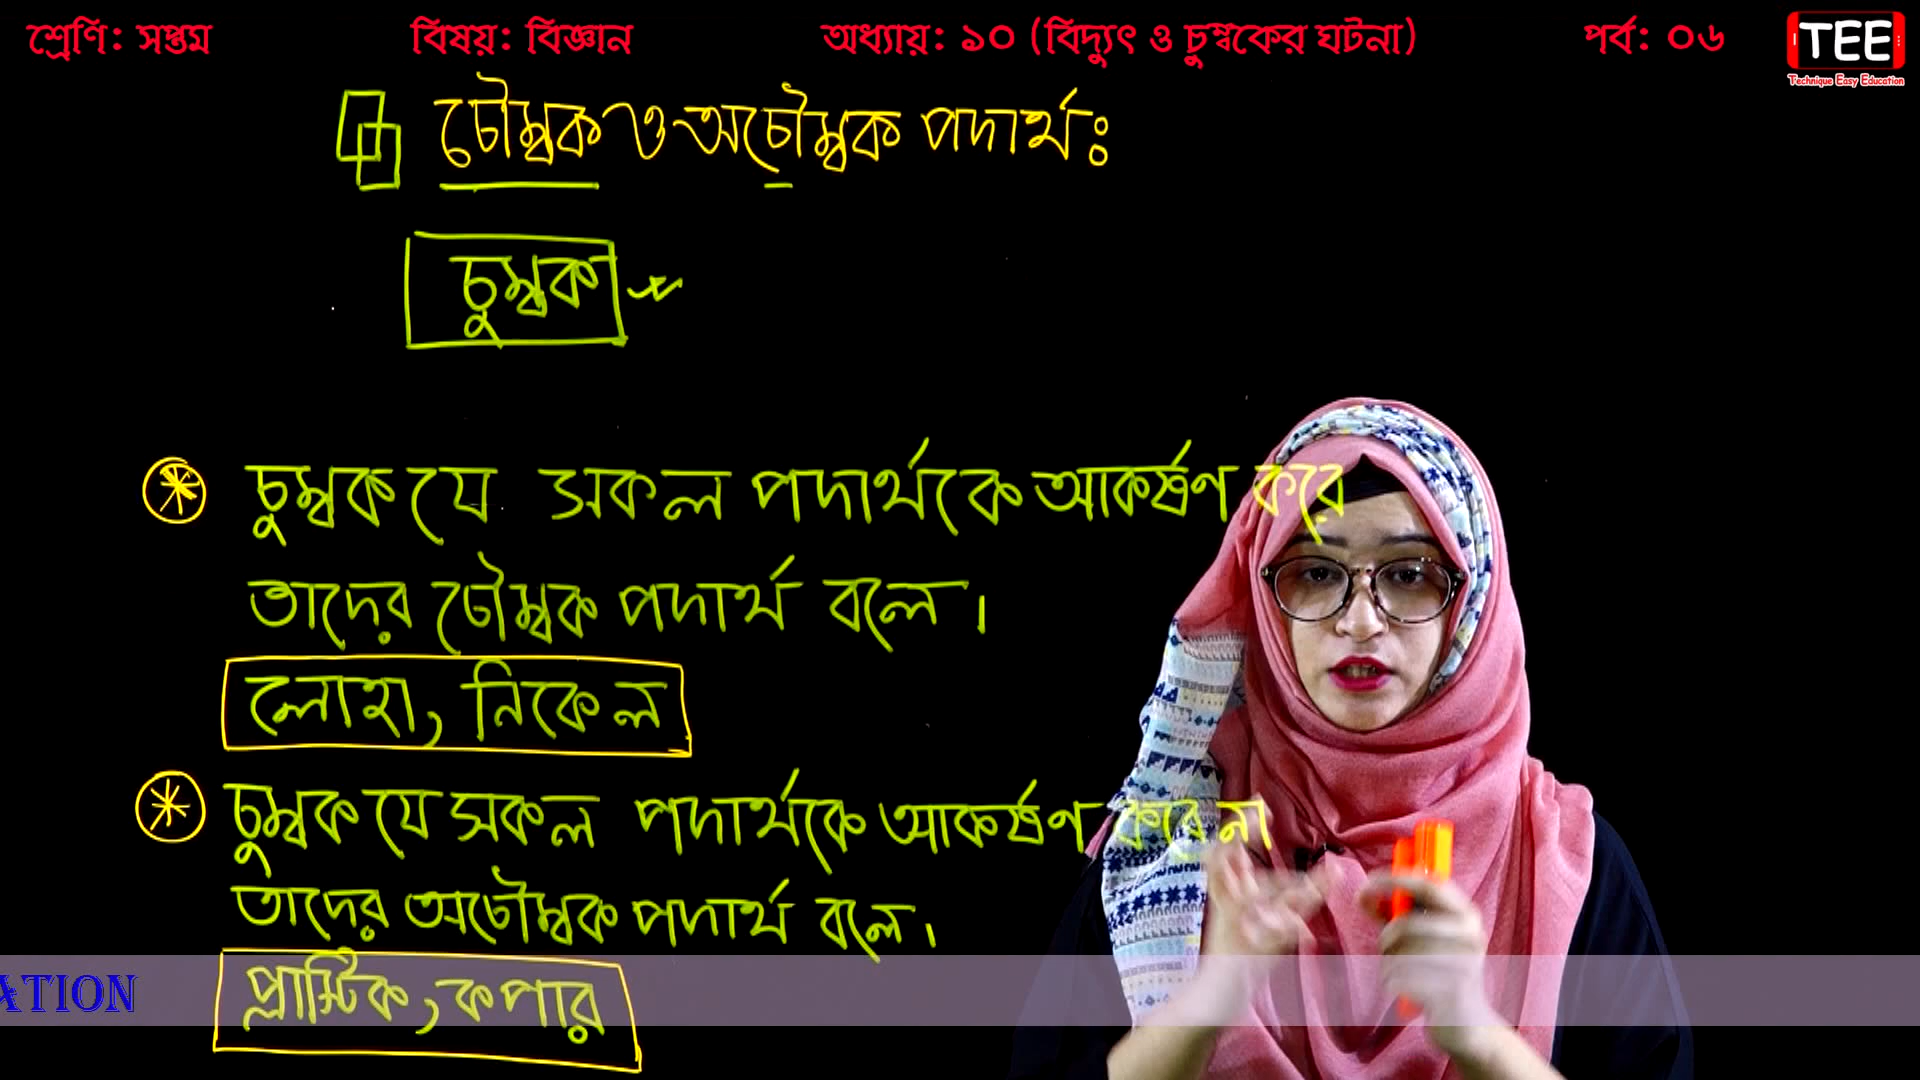 শ্রেণি: সপ্তম বিষয়: বিজ্ঞান অধ্যায়: ১০ (বিদ্যুৎ ও চুম্বকের ঘটনা) পর্ব: ০৬
TEE
Technique Easy Education
চৌম্বক ও অচৌম্বক পদার্থঃ
চুম্বক
চুম্বক যে সকল পদার্থকে আকর্ষণ করে
তাদের চৌম্বক পদার্থ বলে।
লোহা, নিকেল
চুম্বক যে সকল পদার্থকে আকর্ষণ করে না
তাদের অচৌম্বক পদার্থ বলে।
প্লাস্টিক, কপার
ATION